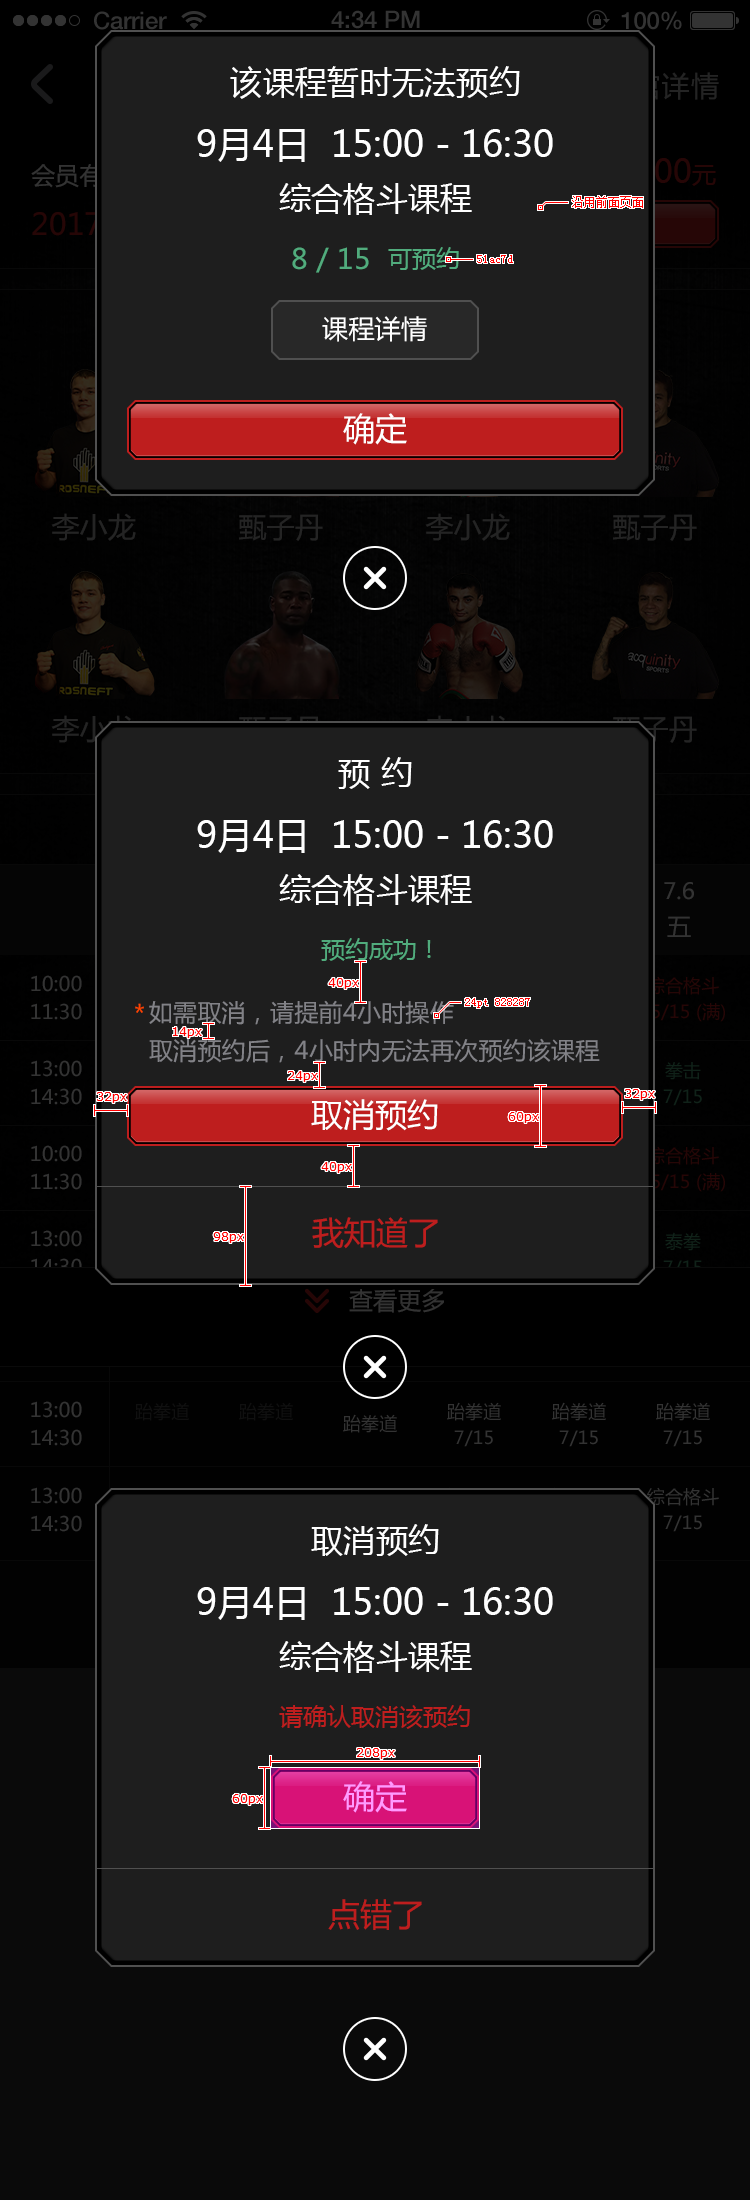 Carrier 4:34 PM 100%
详情
会员有
00元
2017
该课程暂时无法预约
9月4日 15:00 - 16:30
综合格斗课程
沿用前面页面
8 / 15 可预约
51ac7d
课程详情
确定
ROSNEFT
李小龙 甄子丹 李小龙 甄子丹
ROSNEFT
acquinity
SPORTS
李小龙 甄子丹 李小龙 甄子丹
预 约
9月4日 15:00 - 16:30
综合格斗课程
7.6
五
预约成功！
40px
10:00
11:30
综合格斗
5/15 (满)
* 如需取消，请提前4小时操作
24pt 828287
14px
取消预约后，4小时内无法再次预约该课程
24px
13:00
14:30
拳击
7/15
32px
32px
取消预约
60px
40px
10:00
11:30
综合格斗
5/15 (满)
98px
我知道了
13:00
14:30
泰拳
7/15
查看更多
13:00
14:30
跆拳道 跆拳道 跆拳道 跆拳道 跆拳道 跆拳道
7/15 7/15 7/15
13:00
14:30
综合格斗
7/15
取消预约
9月4日 15:00 - 16:30
综合格斗课程
请确认取消该预约
208px
60px
确定
点错了